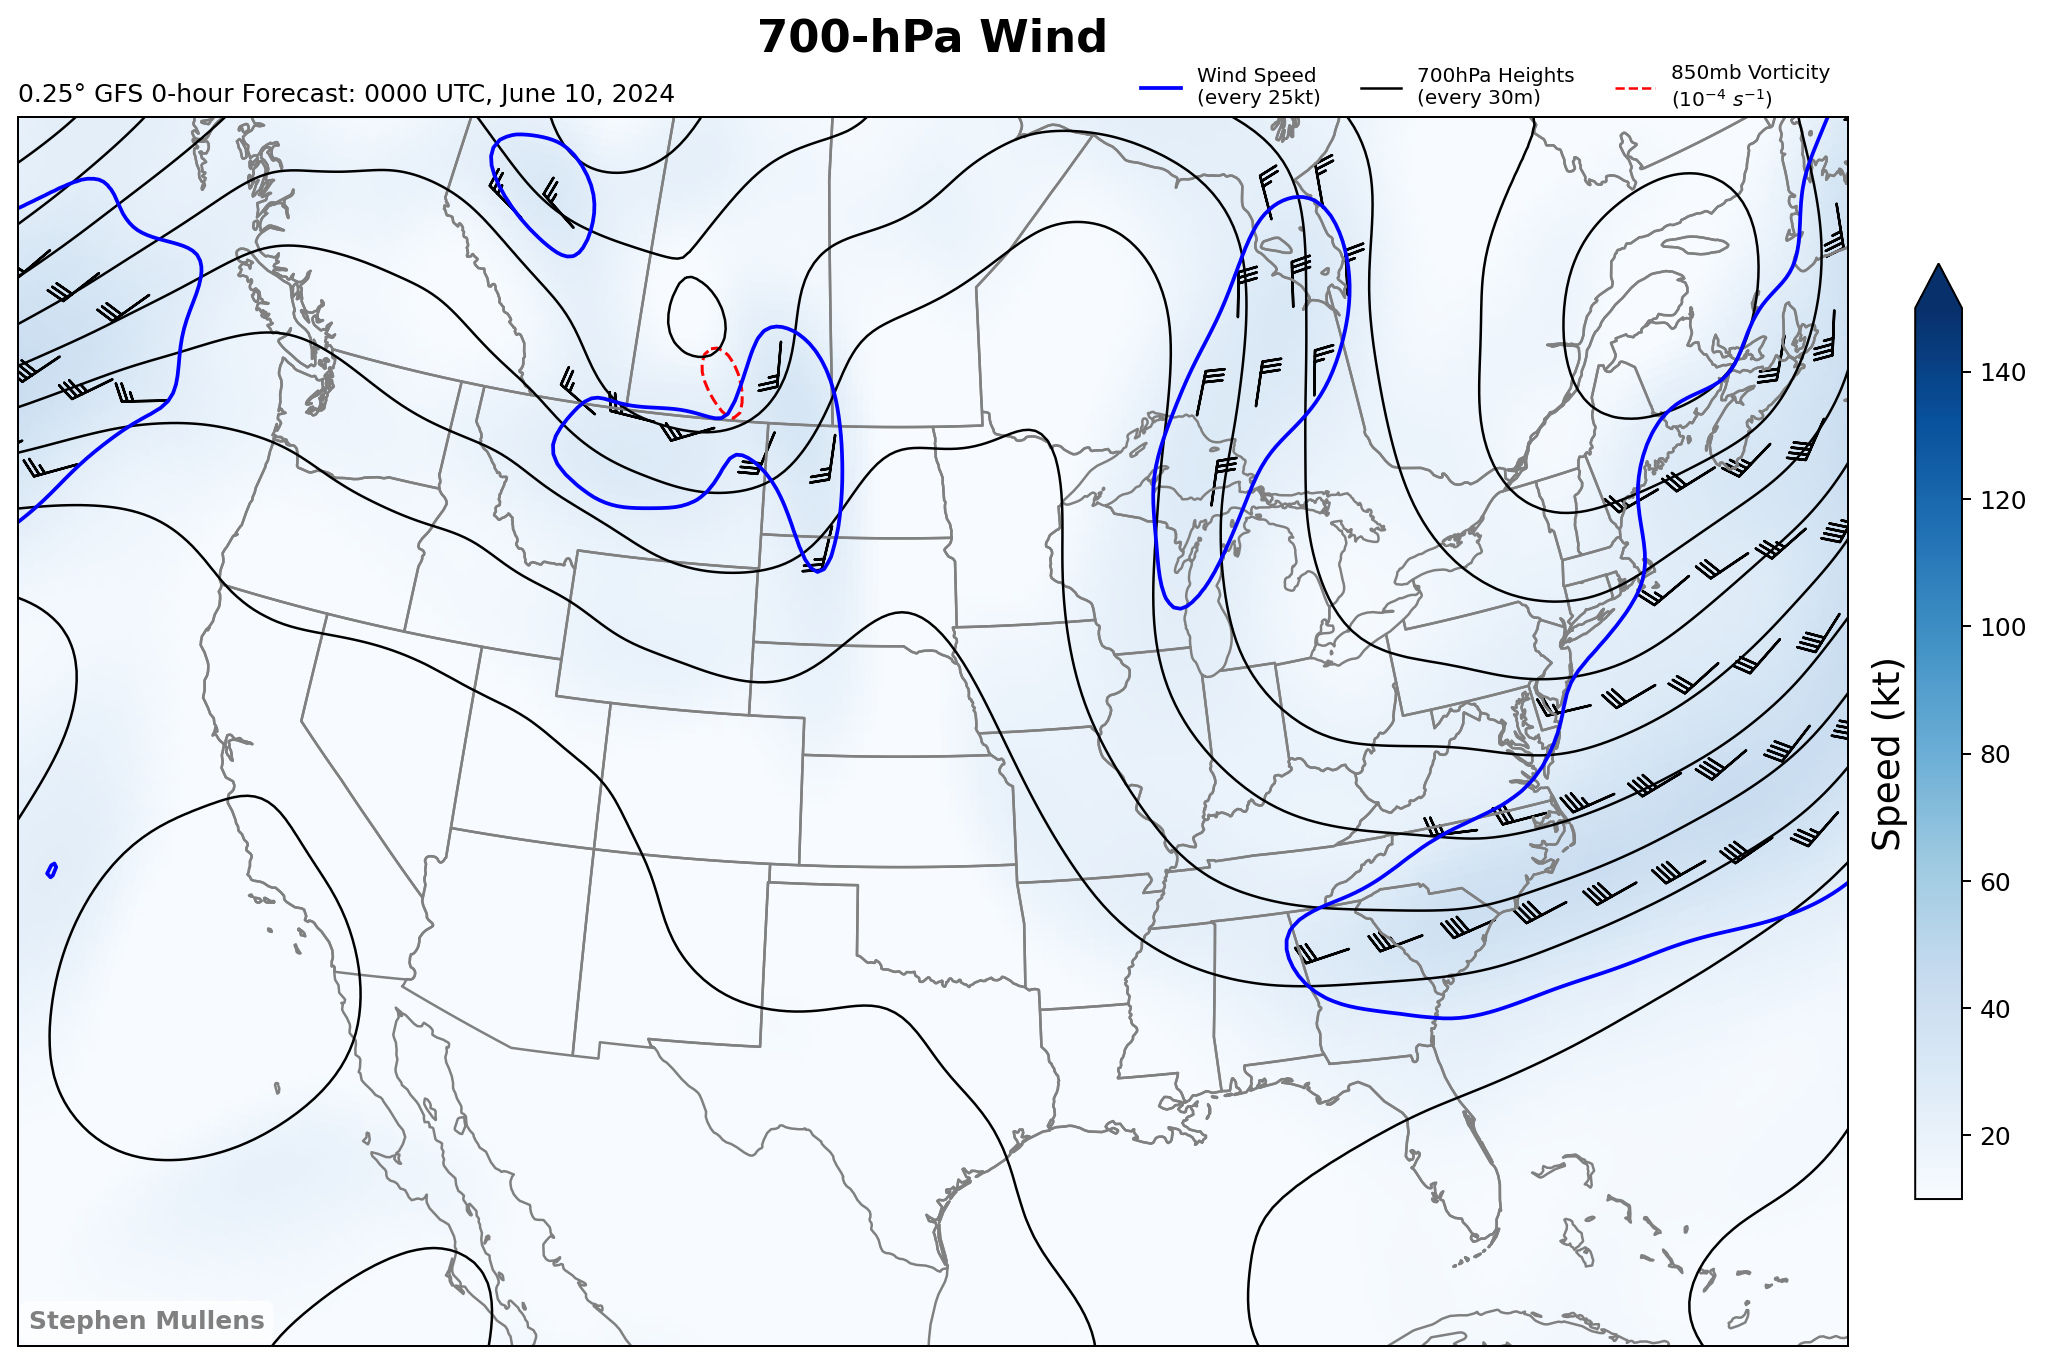 700-hPa Wind
0.25° GFS 0-hour Forecast: 0000 UTC, June 10, 2024
Wind Speed
(every 25kt)
700hPa Heights
(every 30m)
850mb Vorticity
(10⁻⁴ s⁻¹)
140
120
100
80
60
40
20
Speed (kt)
Stephen Mullens